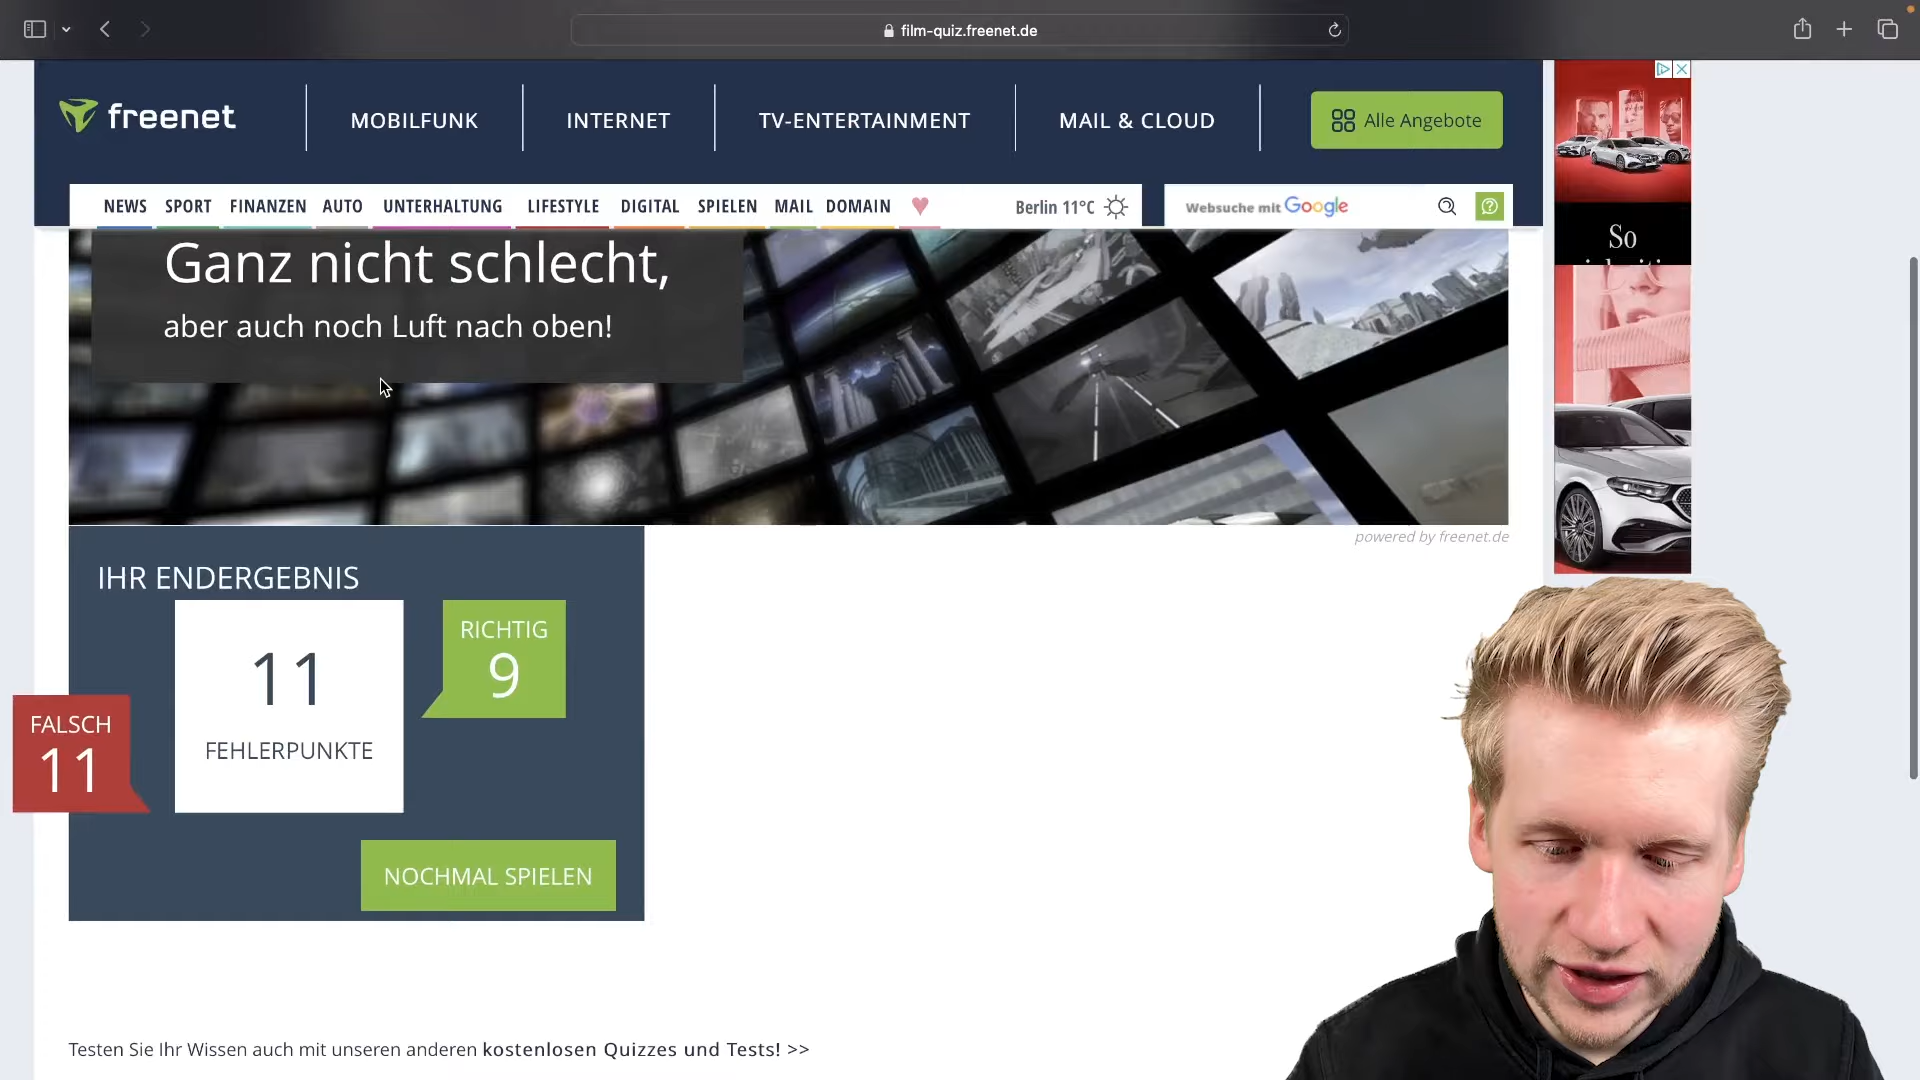 film-quiz.freenet.de
freenet
MOBILFUNK
INTERNET
TV-ENTERTAINMENT
MAIL & CLOUD
Alle Angebote
NEWS SPORT FINANZEN AUTO UNTERHALTUNG LIFESTYLE DIGITAL SPIELEN MAIL DOMAIN
Berlin 11°C
Websuche mit Google
So
Ganz nicht schlecht,
aber auch noch Luft nach oben!
powered by freenet.de
IHR ENDERGEBNIS
RICHTIG
9
11
FEHLERPUNKTE
FALSCH
11
NOCHMAL SPIELEN
Testen Sie Ihr Wissen auch mit unseren anderen kostenlosen Quizzes und Tests! >>